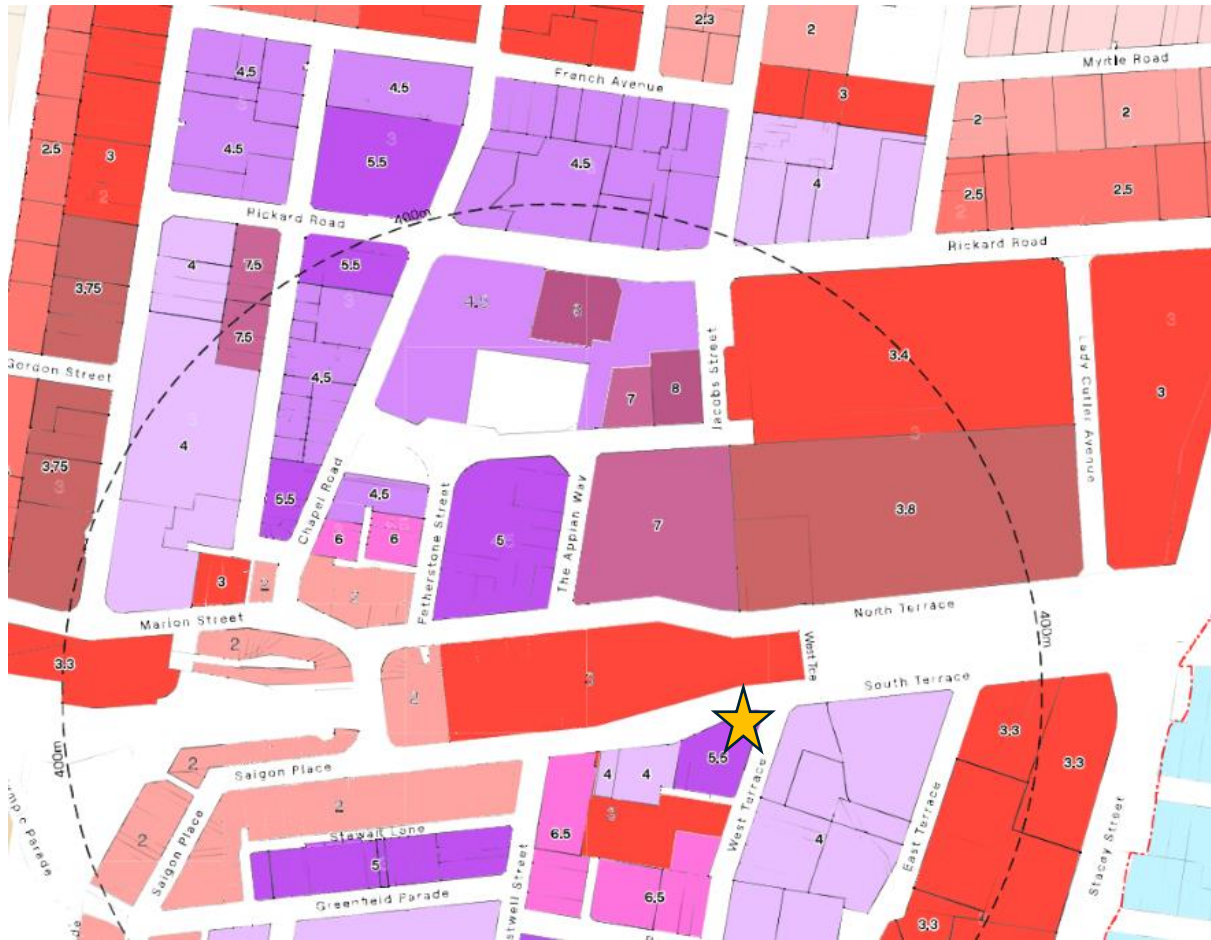 2.3
2
French Avenue
Myrtle Road
4.5
4.5
3
2
2
2.5
3
4.5
5.5
4.5
4
2.5
2.5
Rickard Road
400m
Rickard Road
4
7.5
5.5
3.75
7.5
4.5
3.4
3
Gordon Street
4.5
7
8
Jacobs Street
Lady Cutler Avenue
4
3.75
5.5
4.5
Chapel Road
6
6
Fetherstone Street
5
The Appian Way
7
3.8
3
2
2
Marion Street
North Terrace
3.3
2
2
West Tce
400m
South Terrace
400m
2
Saigon Place
4
4
5.5
3.3
3.3
2
2
Stewart Lane
6.5
West Terrace
4
East Terrace
Stacey Street
Saigon Place
5
Greenfield Parade
6.5
3.3